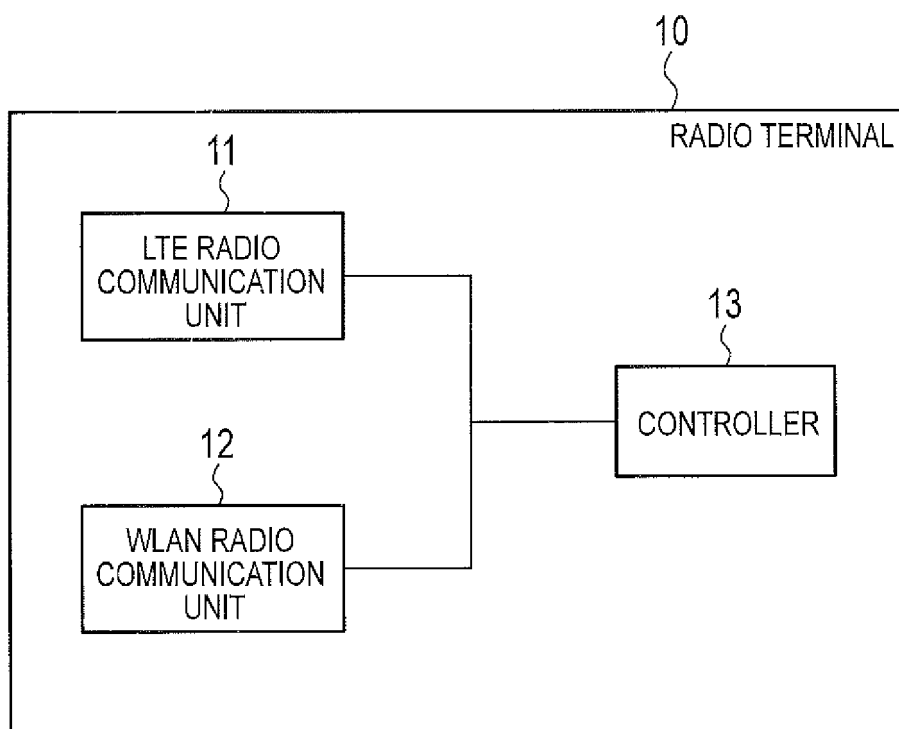 10
RADIO TERMINAL
11
LTE RADIO
COMMUNICATION
UNIT
13
CONTROLLER
12
WLAN RADIO
COMMUNICATION
UNIT